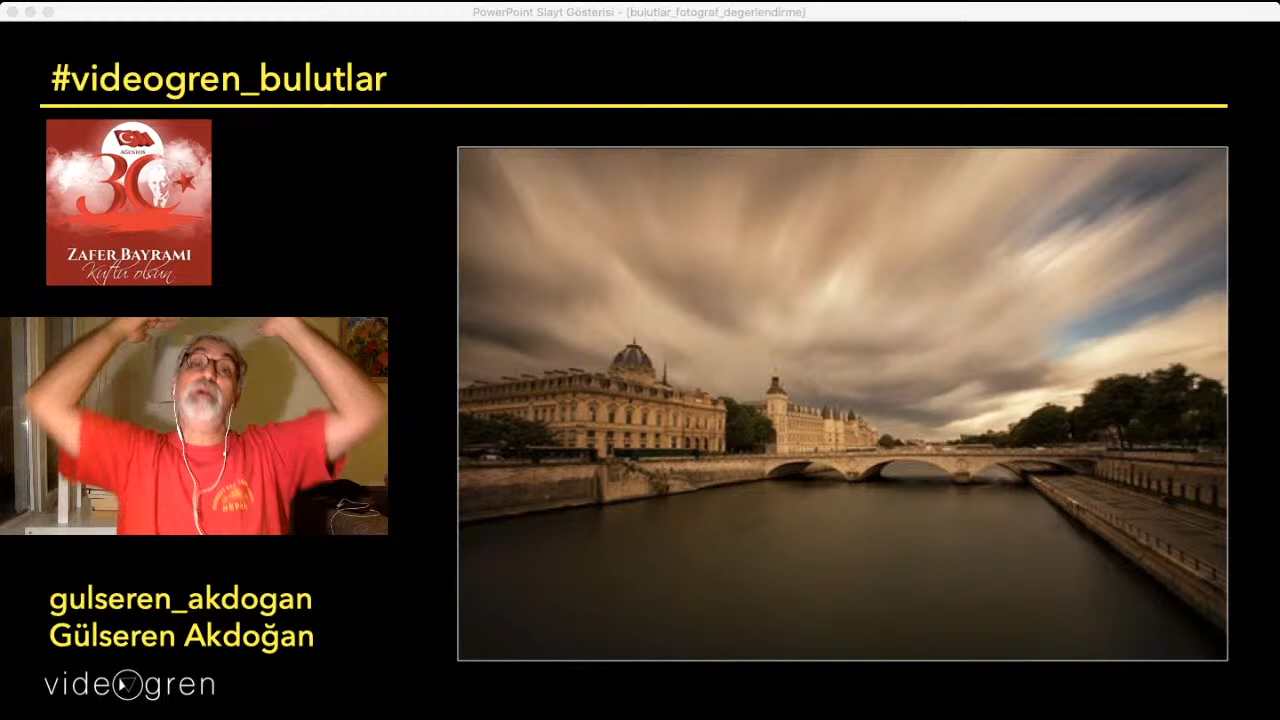 PowerPoint Slayt Gösterisi - [bulutlar_fotograf_degerlendirme]
#videogren_bulutlar
AĞUSTOS
30
ZAFER BAYRAMI
Kutlu olsun
gulseren_akdogan
Gülseren Akdoğan
videogren